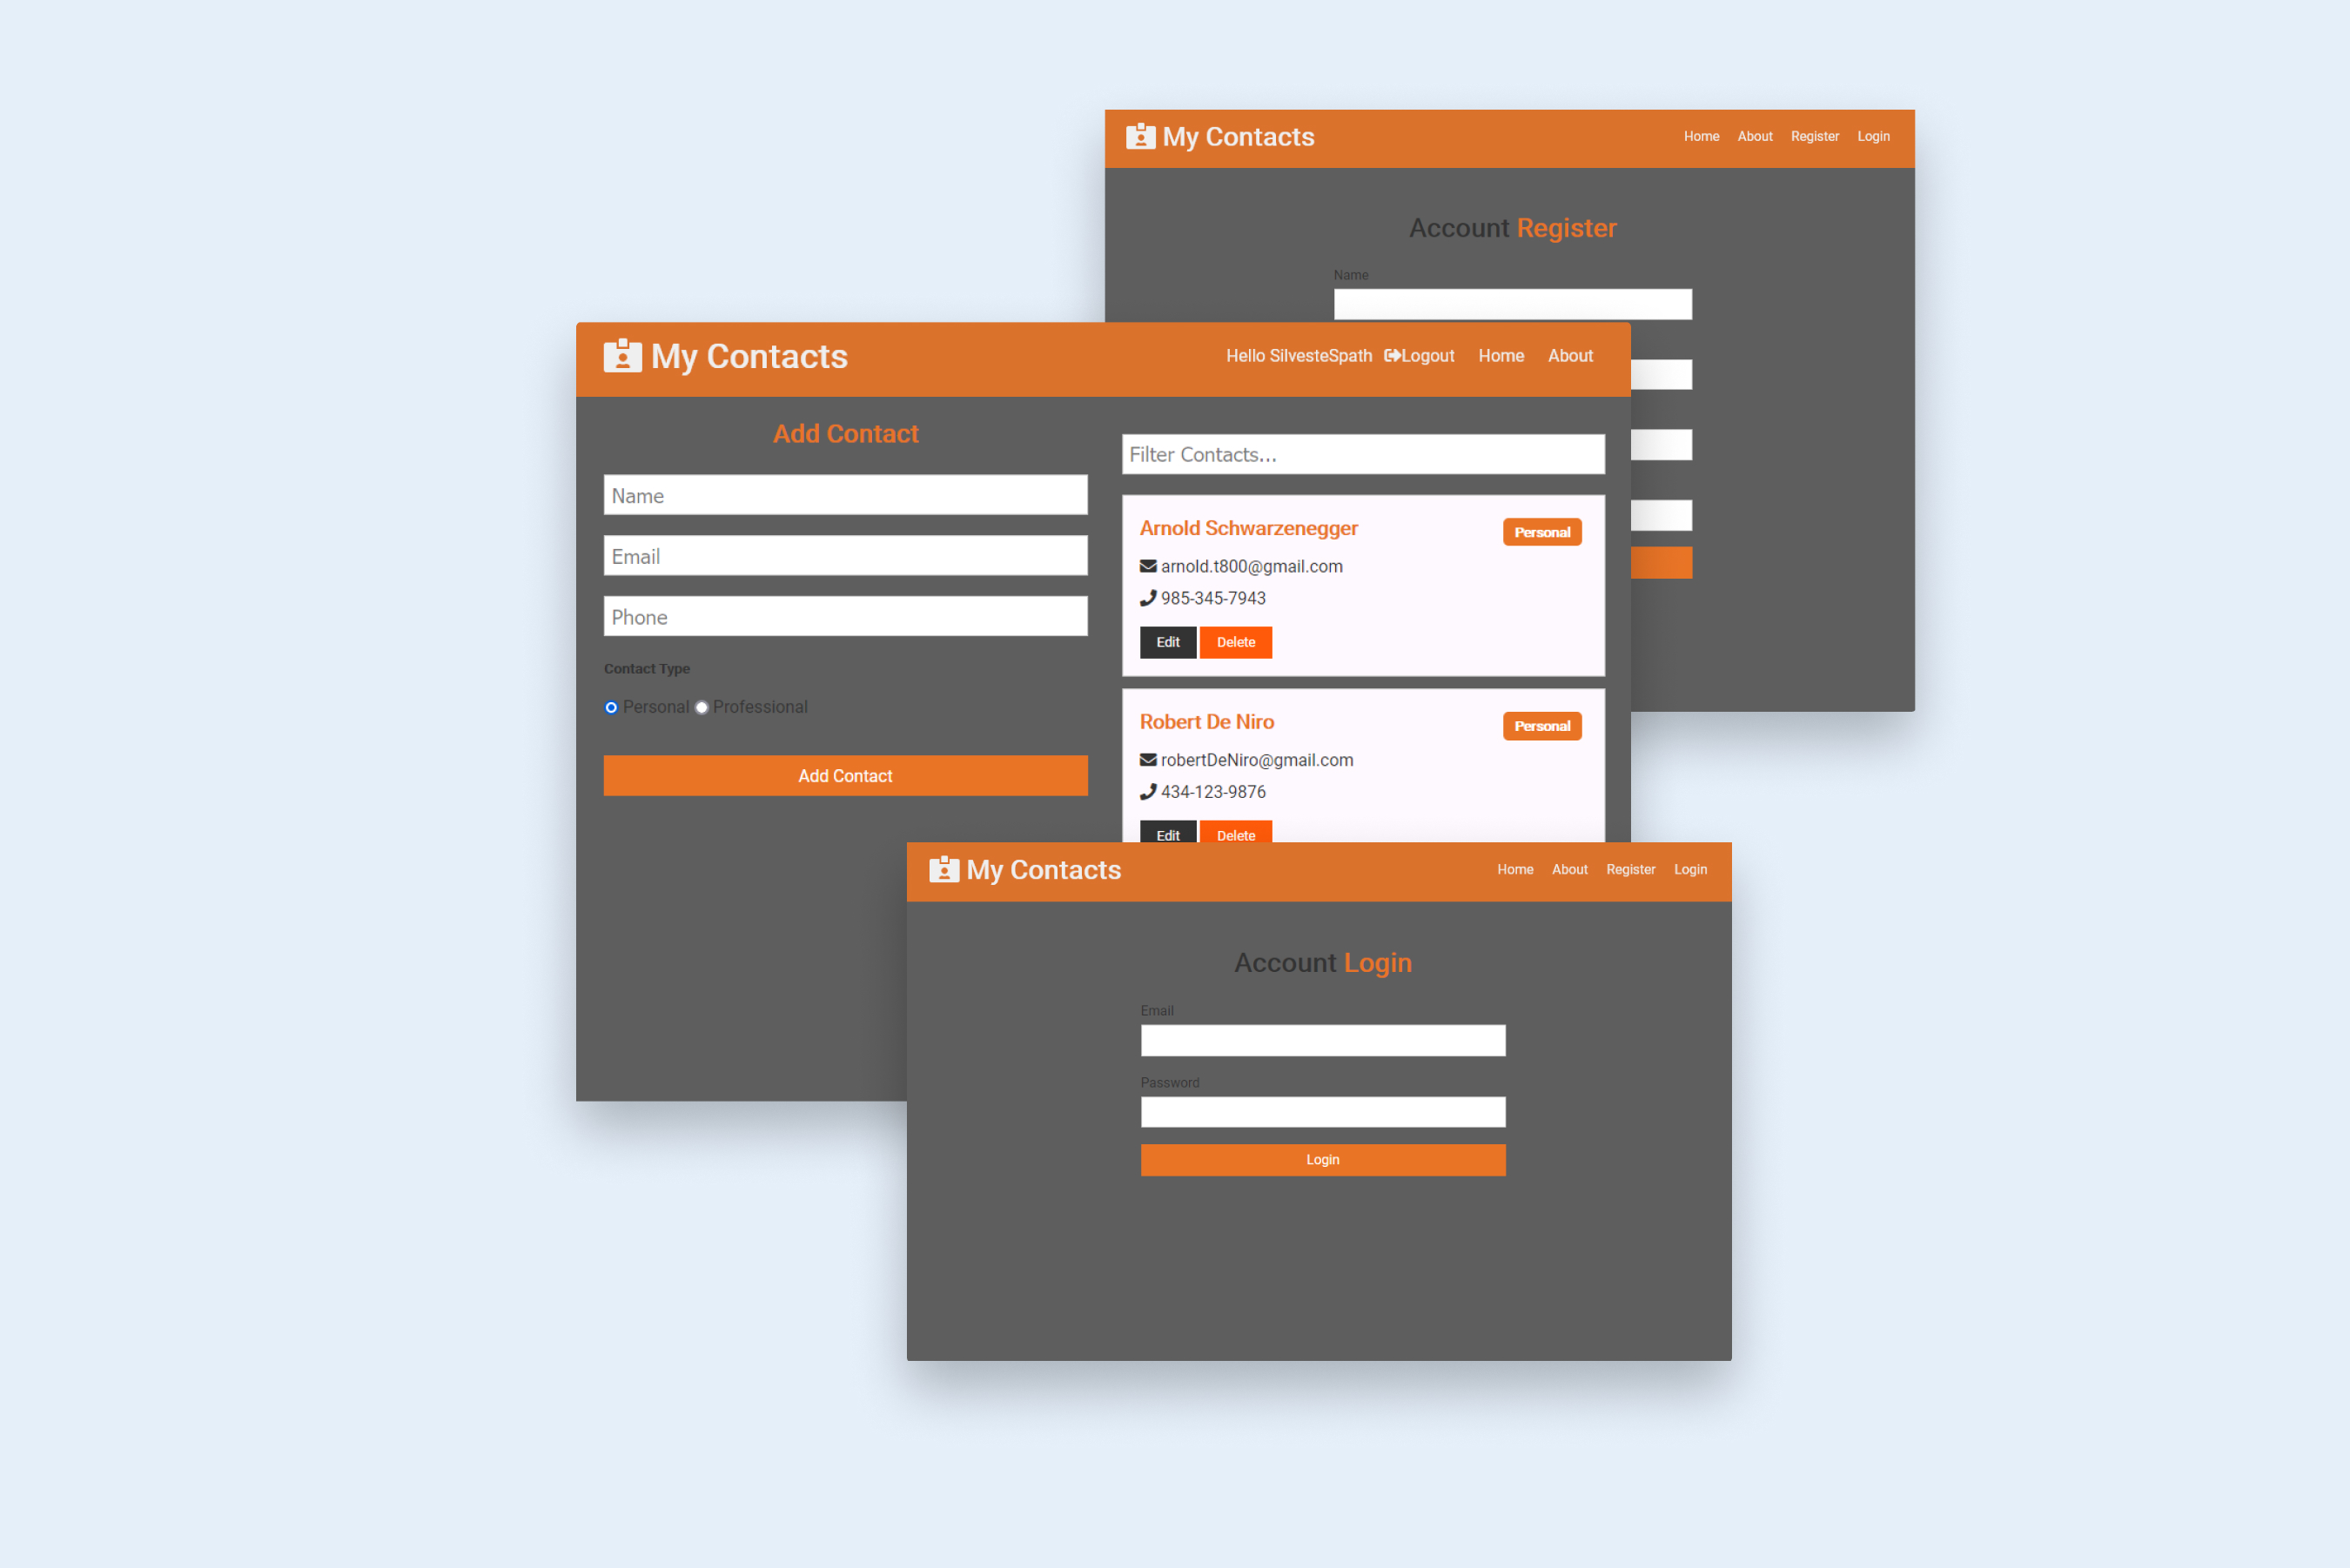 My Contacts
Home About Register Login
Account Register
Name
My Contacts
Hello SilvesteSpath Logout Home About
Add Contact
Name
Email
Phone
Contact Type
Personal Professional
Add Contact
Filter Contacts...
Arnold Schwarzenegger
Personal
arnold.t800@gmail.com
985-345-7943
Edit Delete
Robert De Niro
Personal
robertDeNiro@gmail.com
434-123-9876
Edit Delete
My Contacts
Home About Register Login
Account Login
Email
Password
Login